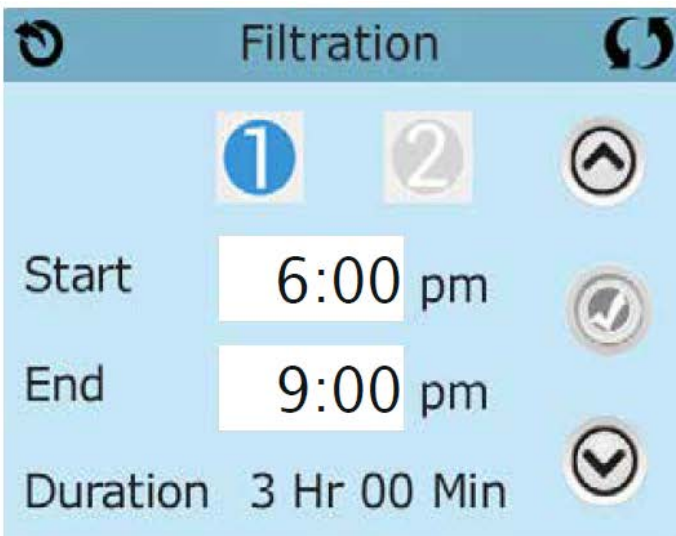 Filtration
1 2
Start 6:00 pm
End 9:00 pm
Duration 3 Hr 00 Min